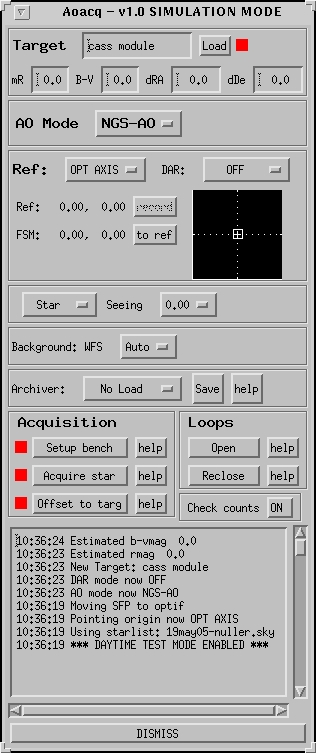 Aoacq – v1.0 SIMULATION MODE
Target cass module Load
mR 0.0 B-V 0.0 dRA 0.0 dDe 0.0
AO Mode NGS-AO
Ref: OPT AXIS DAR: OFF
Ref: 0.00, 0.00 record
FSM: 0.00, 0.00 to ref
Star Seeing 0.00
Background: WFS Auto
Archiver: No Load Save help
Acquisition
Setup bench help
Acquire star help
Offset to targ help
Loops
Open help
Reclose help
Check counts ON
10:36:24 Estimated b-vmag 0.0
10:36:23 Estimated rmag 0.0
10:36:23 New Target: cass module
10:36:23 DAR mode now OFF
10:36:23 AO mode now NGS-AO
10:36:19 Moving SFP to optif
10:36:19 Pointing origin now OPT AXIS
10:36:19 Using starlist: 19may05-nuller.sky
10:36:19 *** DAYTIME TEST MODE ENABLED ***
DISMISS